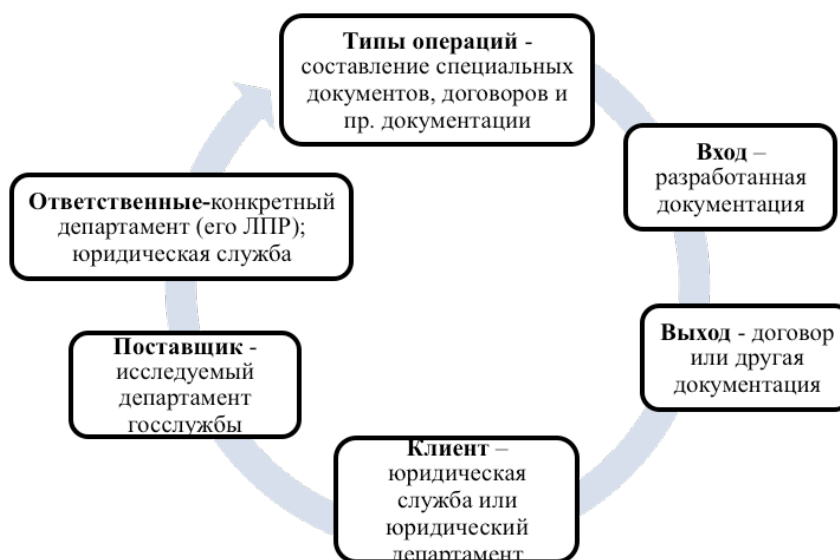 Типы операций -
составление специальных
документов, договоров и
пр. документации
Вход –
разработанная
документация
Выход - договор
или другая
документация
Клиент –
юридическая
служба или
юридический
департамент
Поставщик -
исследуемый
департамент
госслужбы
Ответственные-конкретный
департамент (его ЛПР);
юридическая служба